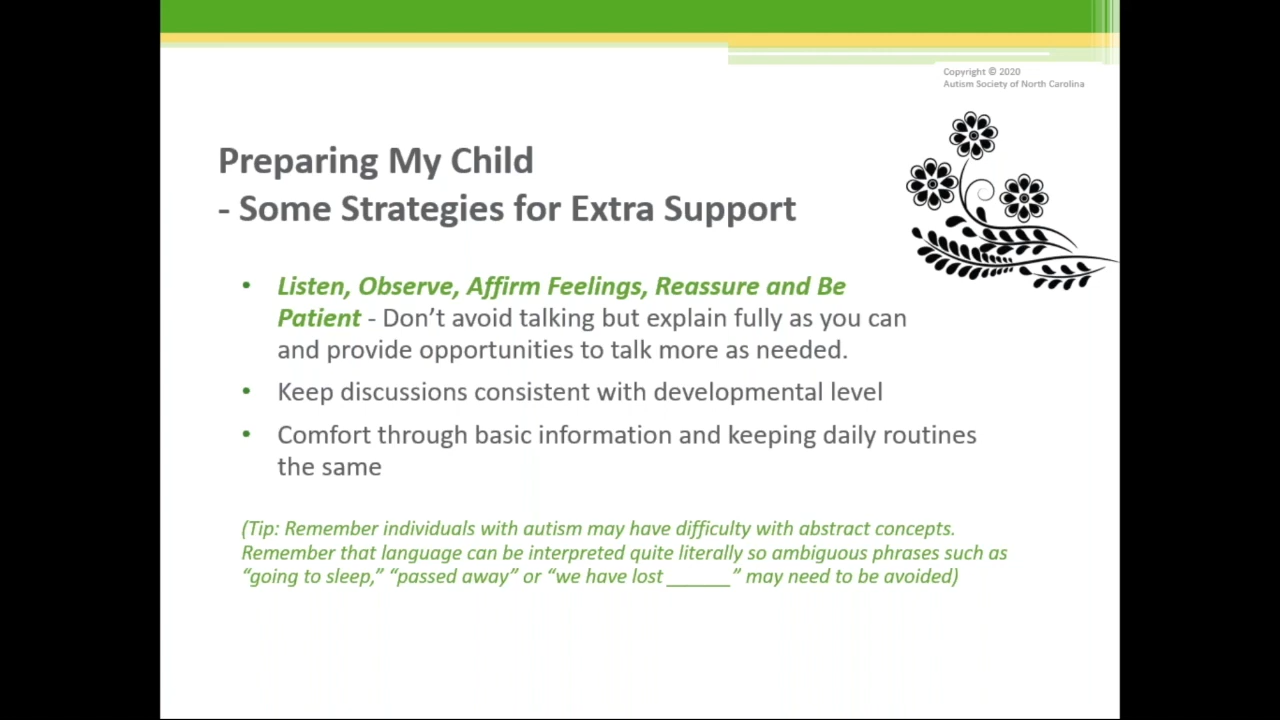 Copyright © 2020
Autism Society of North Carolina
Preparing My Child
- Some Strategies for Extra Support
• Listen, Observe, Affirm Feelings, Reassure and Be
Patient - Don’t avoid talking but explain fully as you can
and provide opportunities to talk more as needed.
• Keep discussions consistent with developmental level
• Comfort through basic information and keeping daily routines
the same
(Tip: Remember individuals with autism may have difficulty with abstract concepts.
Remember that language can be interpreted quite literally so ambiguous phrases such as
“going to sleep,” “passed away” or “we have lost ______” may need to be avoided)